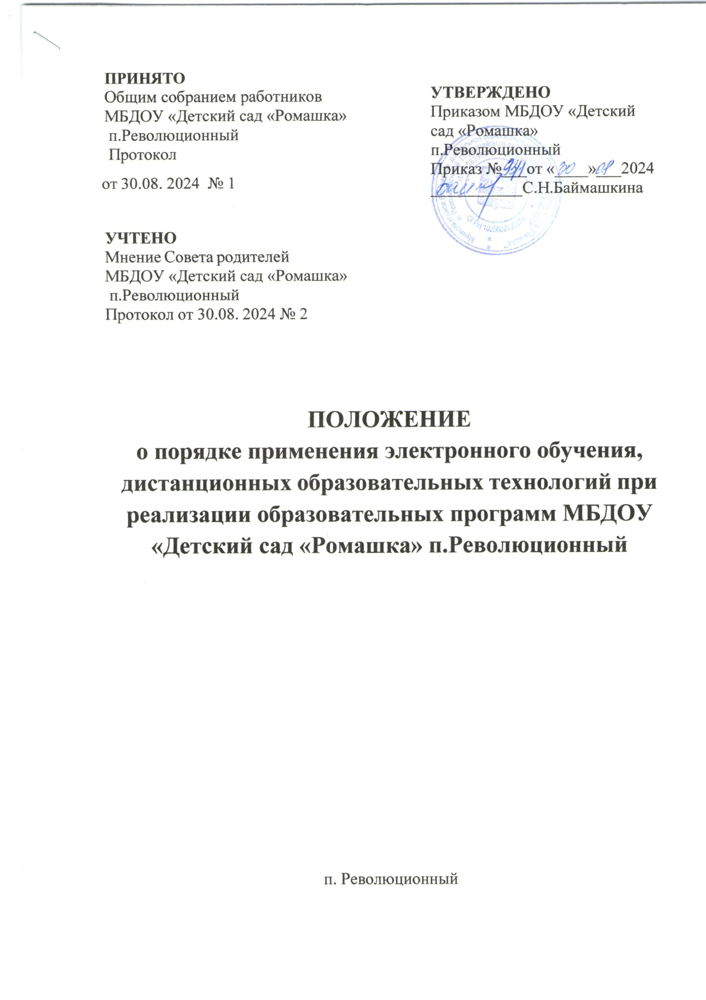 ПРИНЯТО
Общим собранием работников
МБДОУ «Детский сад «Ромашка»
п.Революционный
Протокол
от 30.08. 2024 № 1
УТВЕРЖДЕНО
Приказом МБДОУ «Детский
сад «Ромашка»
п.Революционный
Приказ № от «30» 08 2024
С.Н.Баймашкина
УЧТЕНО
Мнение Совета родителей
МБДОУ «Детский сад «Ромашка»
п.Революционный
Протокол от 30.08. 2024 № 2
ПОЛОЖЕНИЕ
о порядке применения электронного обучения,
дистанционных образовательных технологий при
реализации образовательных программ МБДОУ
«Детский сад «Ромашка» п.Революционный
п. Революционный